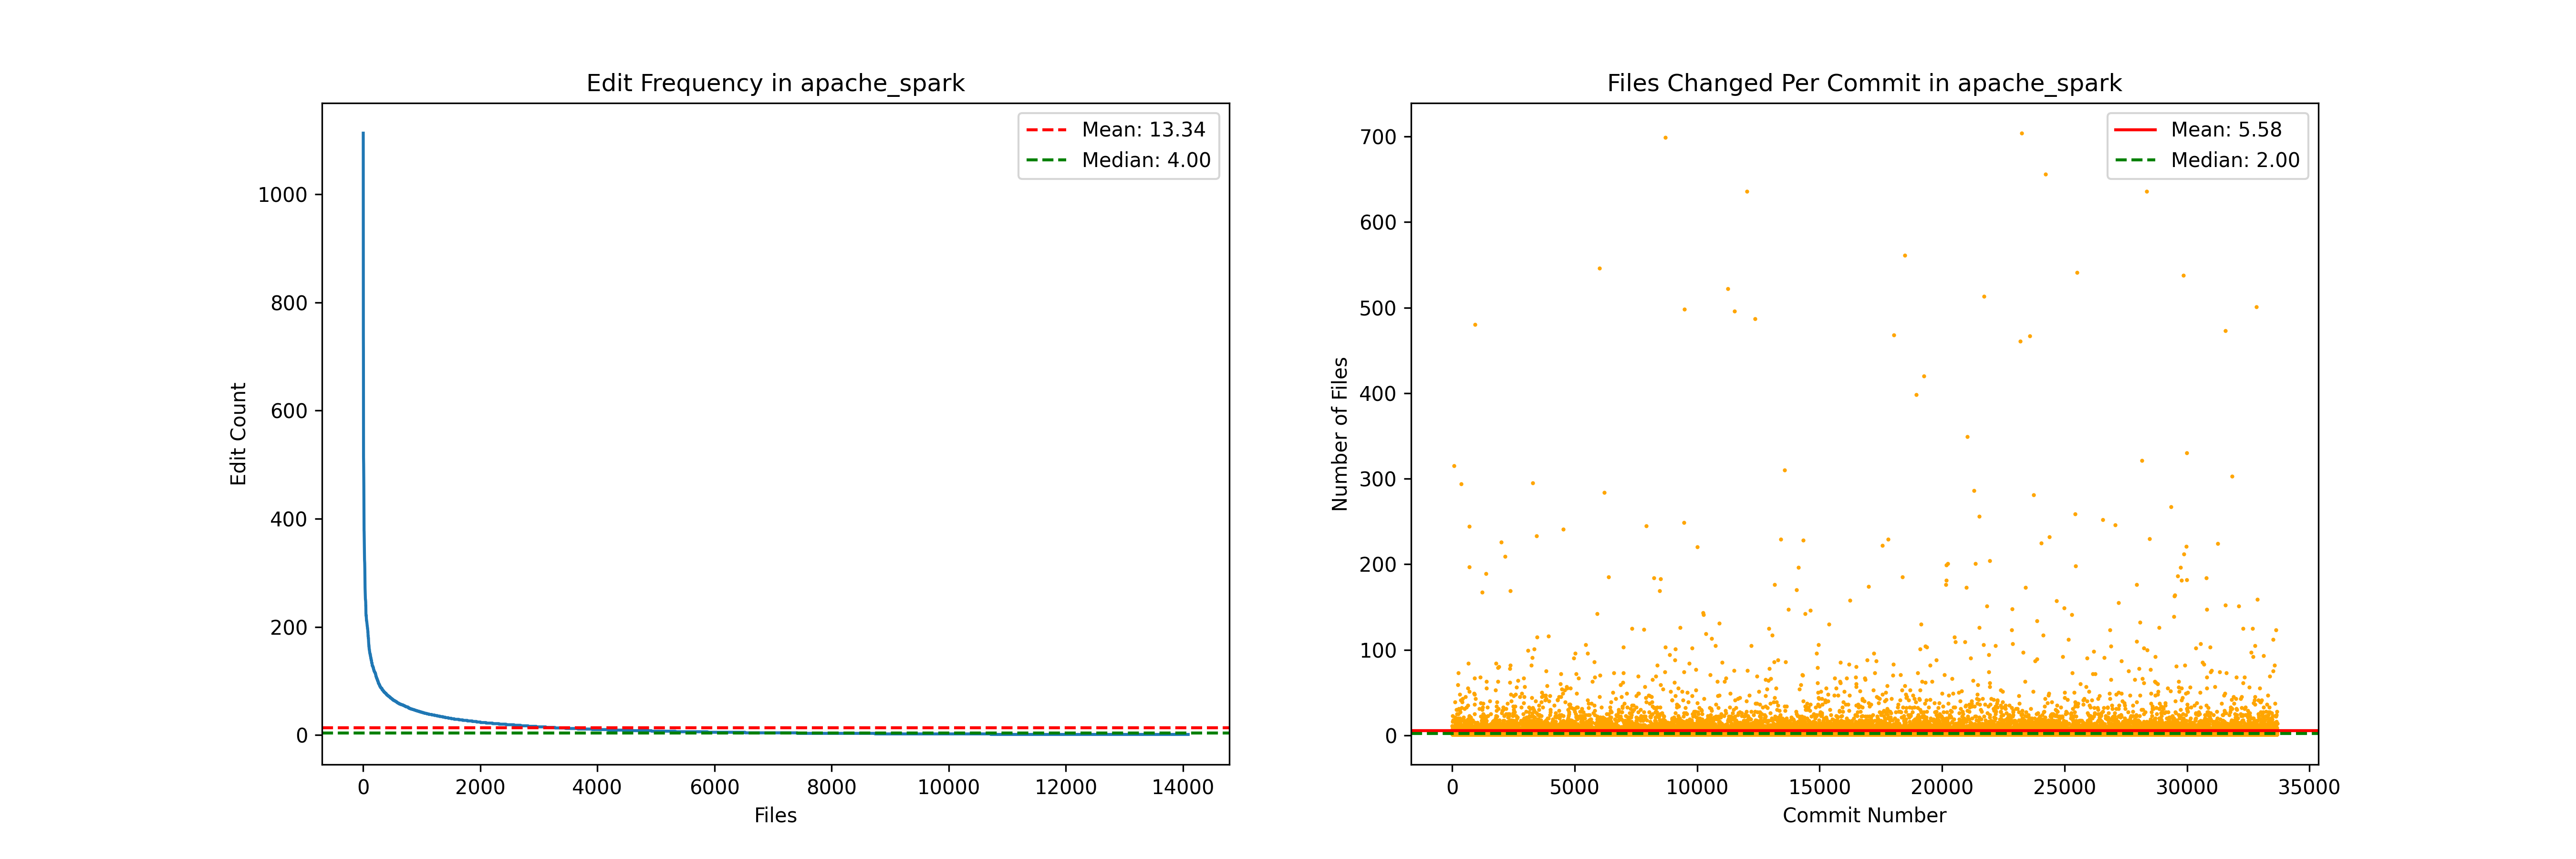 Edit Frequency in apache_spark
Mean: 13.34
Median: 4.00
1000
800
600
400
200
0
Edit Count
0 2000 4000 6000 8000 10000 12000 14000
Files
Files Changed Per Commit in apache_spark
Mean: 5.58
Median: 2.00
700
600
500
400
300
200
100
0
Number of Files
0 5000 10000 15000 20000 25000 30000 35000
Commit Number